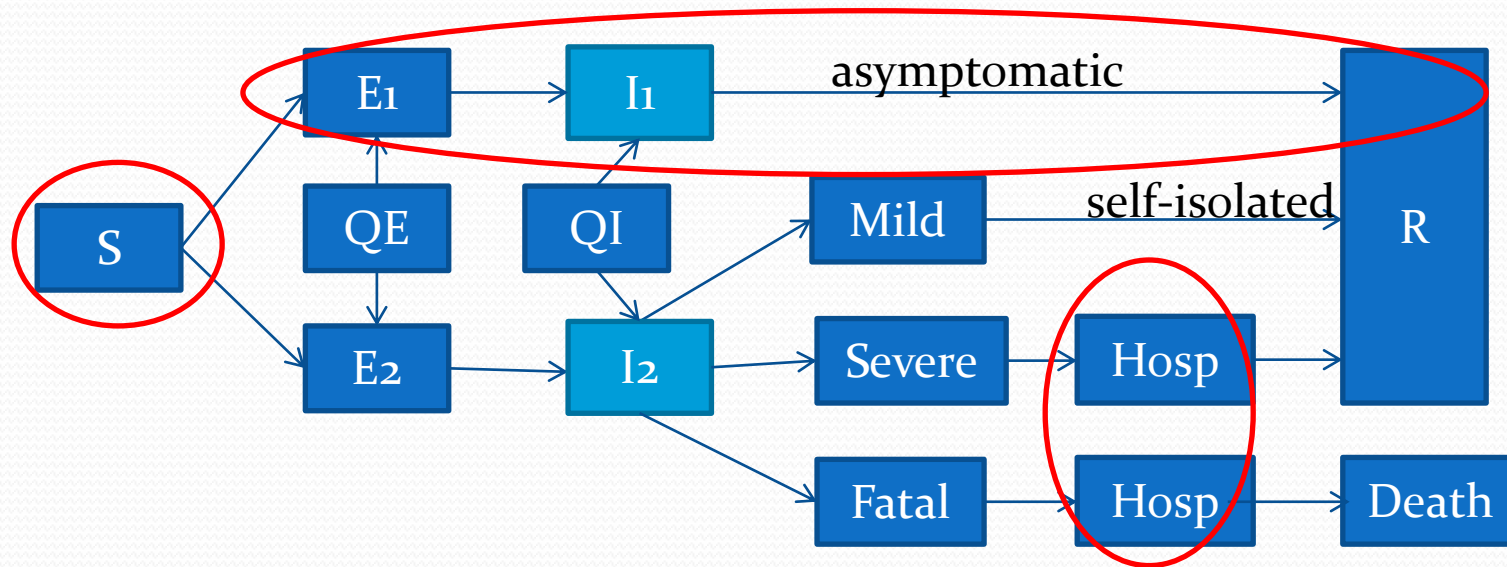 E1
I1
asymptomatic
R
S
QE
QI
Mild
self-isolated
E2
I2
Severe
Hosp
Fatal
Hosp
Death